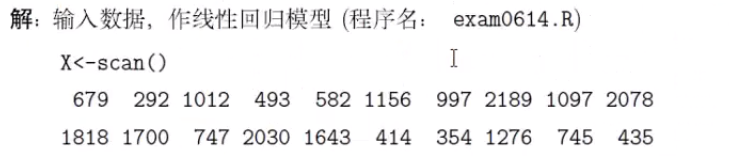 解：输入数据，作线性回归模型 (程序名： exam0614.R)
X<-scan()
679 292 1012 493 582 1156 997 2189 1097 2078
1818 1700 747 2030 1643 414 354 1276 745 435